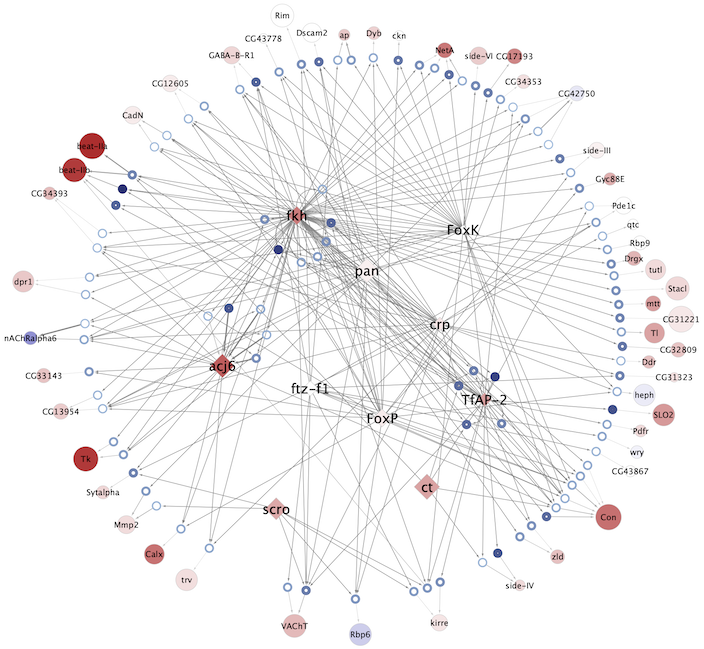 Rim
CG43778
Dscam2
ap
Dyb
ckn
NetA
side-VI
CG17193
GABA-B-R1
CG34353
CG12605
CG42750
CadN
beat-IIa
side-III
beat-IIb
Gyc88E
CG34393
Pde1c
fkh
qtc
FoxK
Rbp9
Drgx
pan
tutl
dpr1
Stacl
mtt
CG31221
crp
Tl
nAChRalpha6
CG32809
Ddr
acj6
CG33143
CG31323
ftz-f1
heph
TfAP-2
CG13954
SLO2
FoxP
Pdfr
wry
Tk
CG43867
ct
Sytalpha
scro
Con
Mmp2
Calx
zld
trv
side-IV
VAChT
kirre
Rbp6